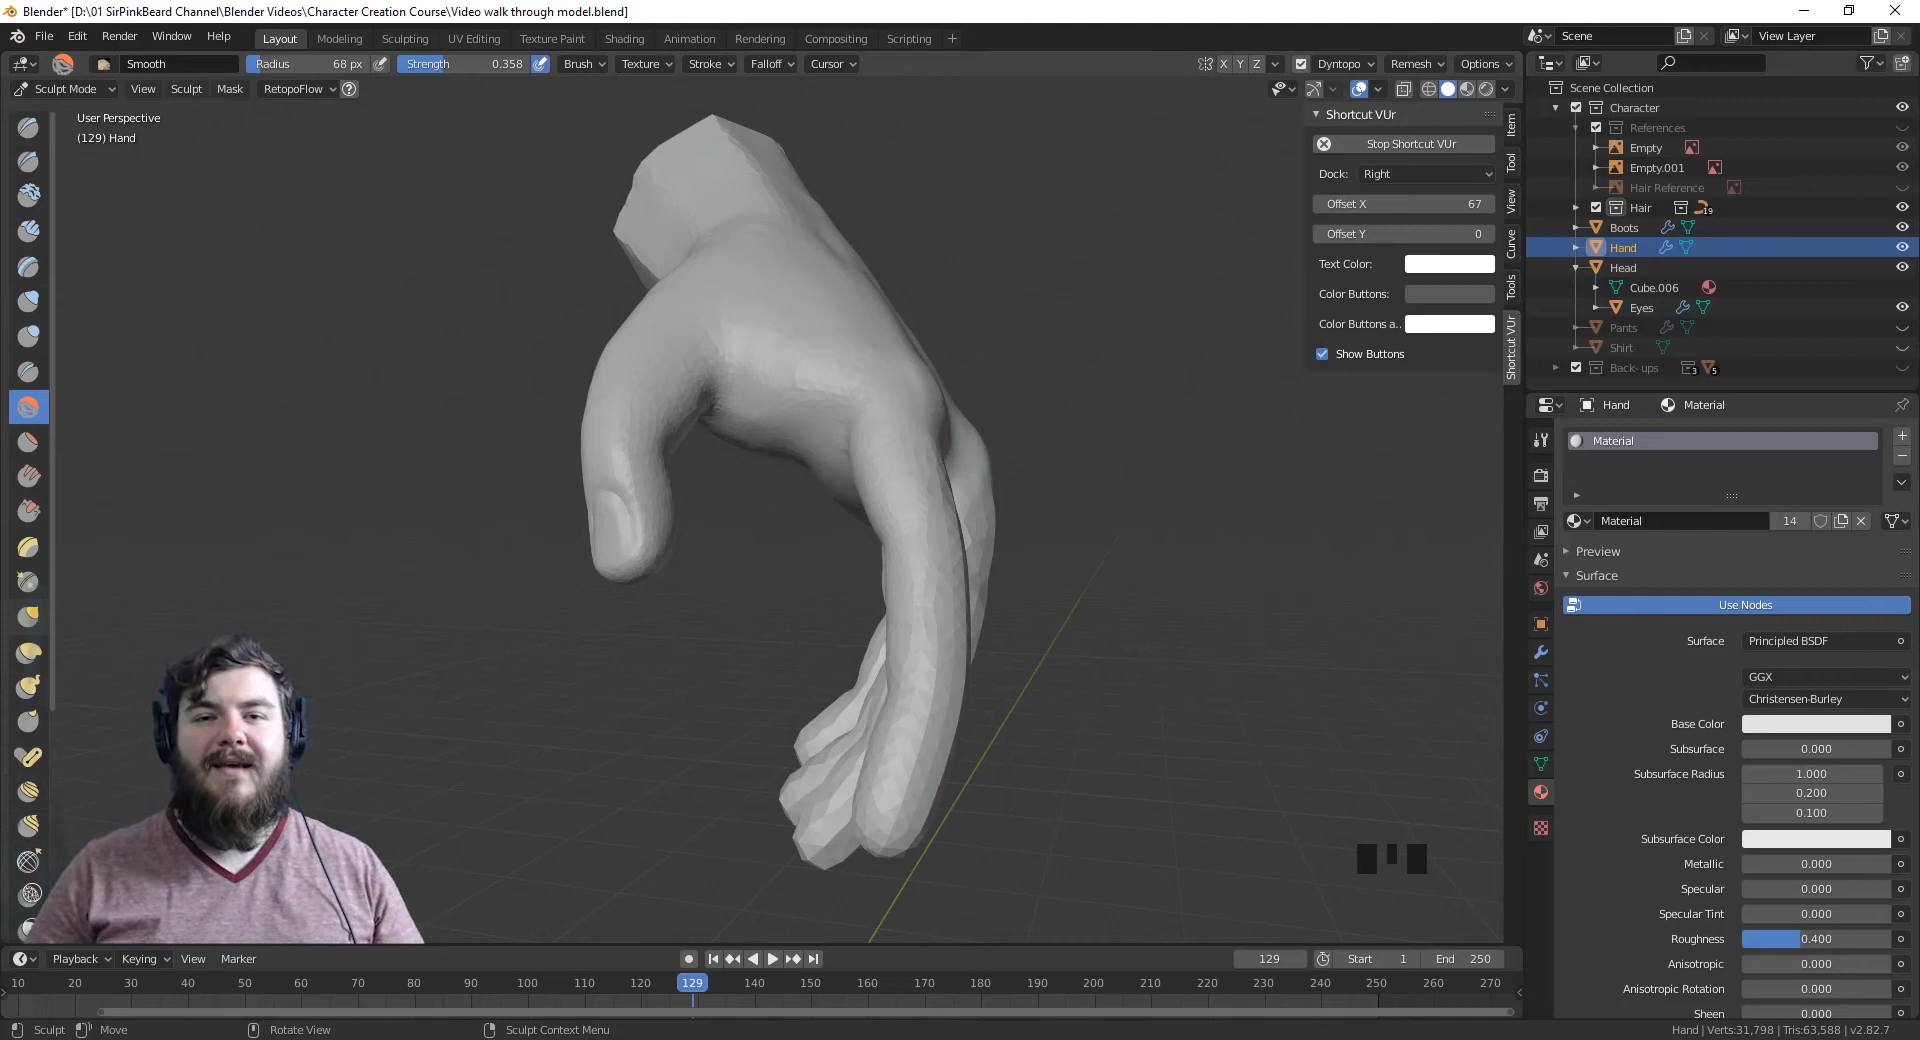 Blender* [D:\01 SirPinkBeard Channel\Blender Videos\Character Creation Course\Video walk through model.blend]
File Edit Render Window Help Layout Modeling Sculpting UV Editing Texture Paint Shading Animation Rendering Compositing Scripting + Scene View Layer
Smooth Radius 68 px Strength 0.358 Brush Texture Stroke Falloff Cursor X Y Z Dyntopo Remesh Options
Sculpt Mode View Sculpt Mask RetopoFlow ?
User Perspective
(129) Hand
Shortcut VUr
Stop Shortcut VUr
Dock: Right
Offset X 67
Offset Y 0
Text Color:
Color Buttons:
Color Buttons a..
Show Buttons
Item
Tool
View
Curve
Tools
Shortcut VUr
Scene Collection
Character
References
Empty
Empty.001
Hair Reference
Hair 19
Boots
Hand
Head
Cube.006
Eyes
Pants
Shirt
Back-ups 3 5
Hand Material
Material
Material 14
Preview
Surface
Use Nodes
Surface Principled BSDF
GGX
Christensen-Burley
Base Color
Subsurface 0.000
Subsurface Radius 1.000
0.200
0.100
Subsurface Color
Metallic 0.000
Specular 0.000
Specular Tint 0.000
Roughness 0.400
Anisotropic 0.000
Anisotropic Rotation 0.000
Sheen 0.000
Playback Keying View Marker 129 Start 1 End 250
10 20 30 40 50 60 70 80 90 100 110 120 129 140 150 160 170 180 190 200 210 220 230 240 250 260 270
Sculpt Move Rotate View Sculpt Context Menu Hand | Verts:31,798 | Tris:63,588 | v2.82.7